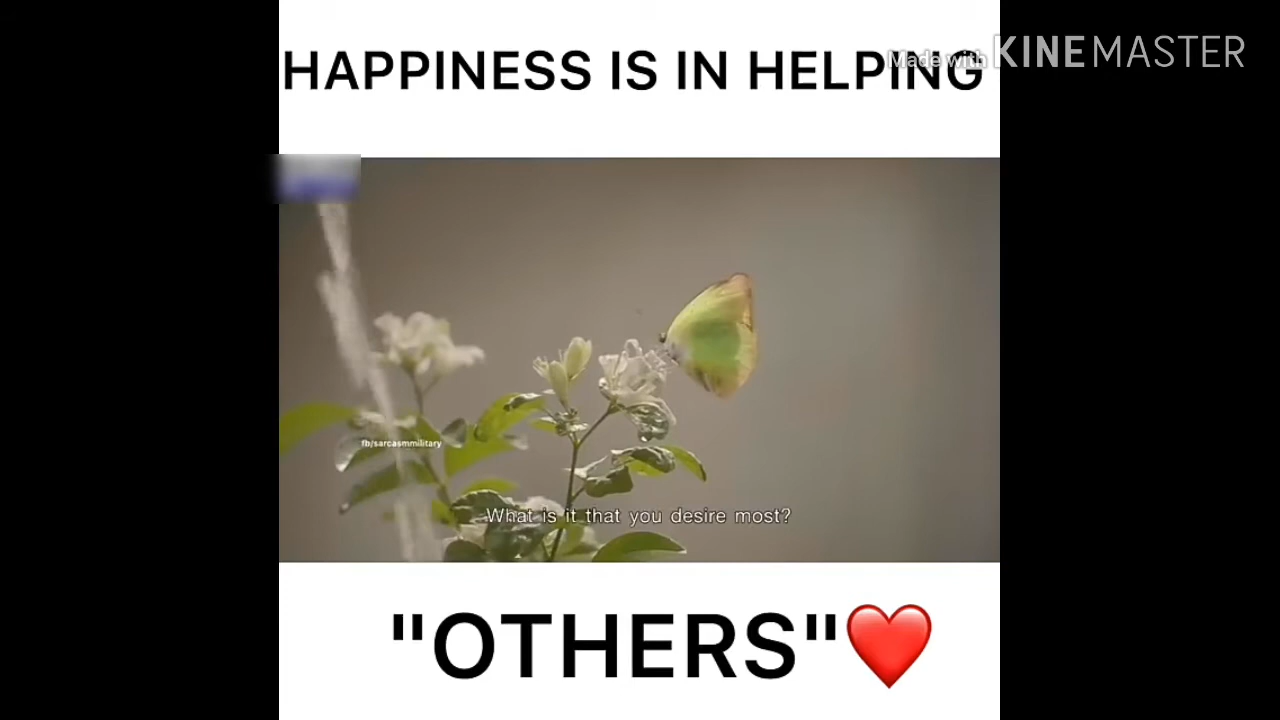 HAPPINESS IS IN HELPING
Made with KINEMASTER
fb/sarcasmmilitary
What is it that you desire most?
"OTHERS"❤️